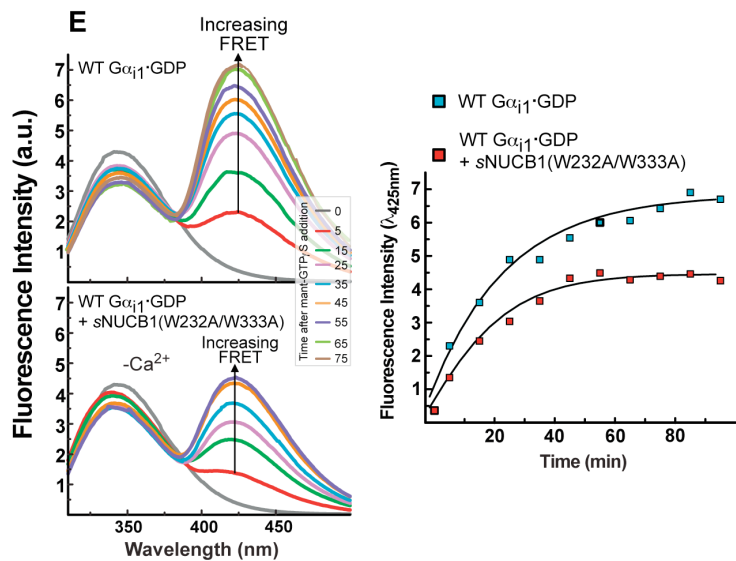 E
Increasing
FRET
WT Gαi1·GDP
Fluorescence Intensity (a.u.)
7
6
5
4
3
2
1
Time after mant-GTPγS addition
0
5
15
25
35
45
55
65
75
WT Gαi1·GDP
+ sNUCB1(W232A/W333A)
-Ca2+
Increasing
FRET
7
6
5
4
3
2
1
350
400
450
Wavelength (nm)
WT Gαi1·GDP
WT Gαi1·GDP
+ sNUCB1(W232A/W333A)
Fluorescence Intensity (λ425nm)
7
6
5
4
3
2
1
20
40
60
80
Time (min)